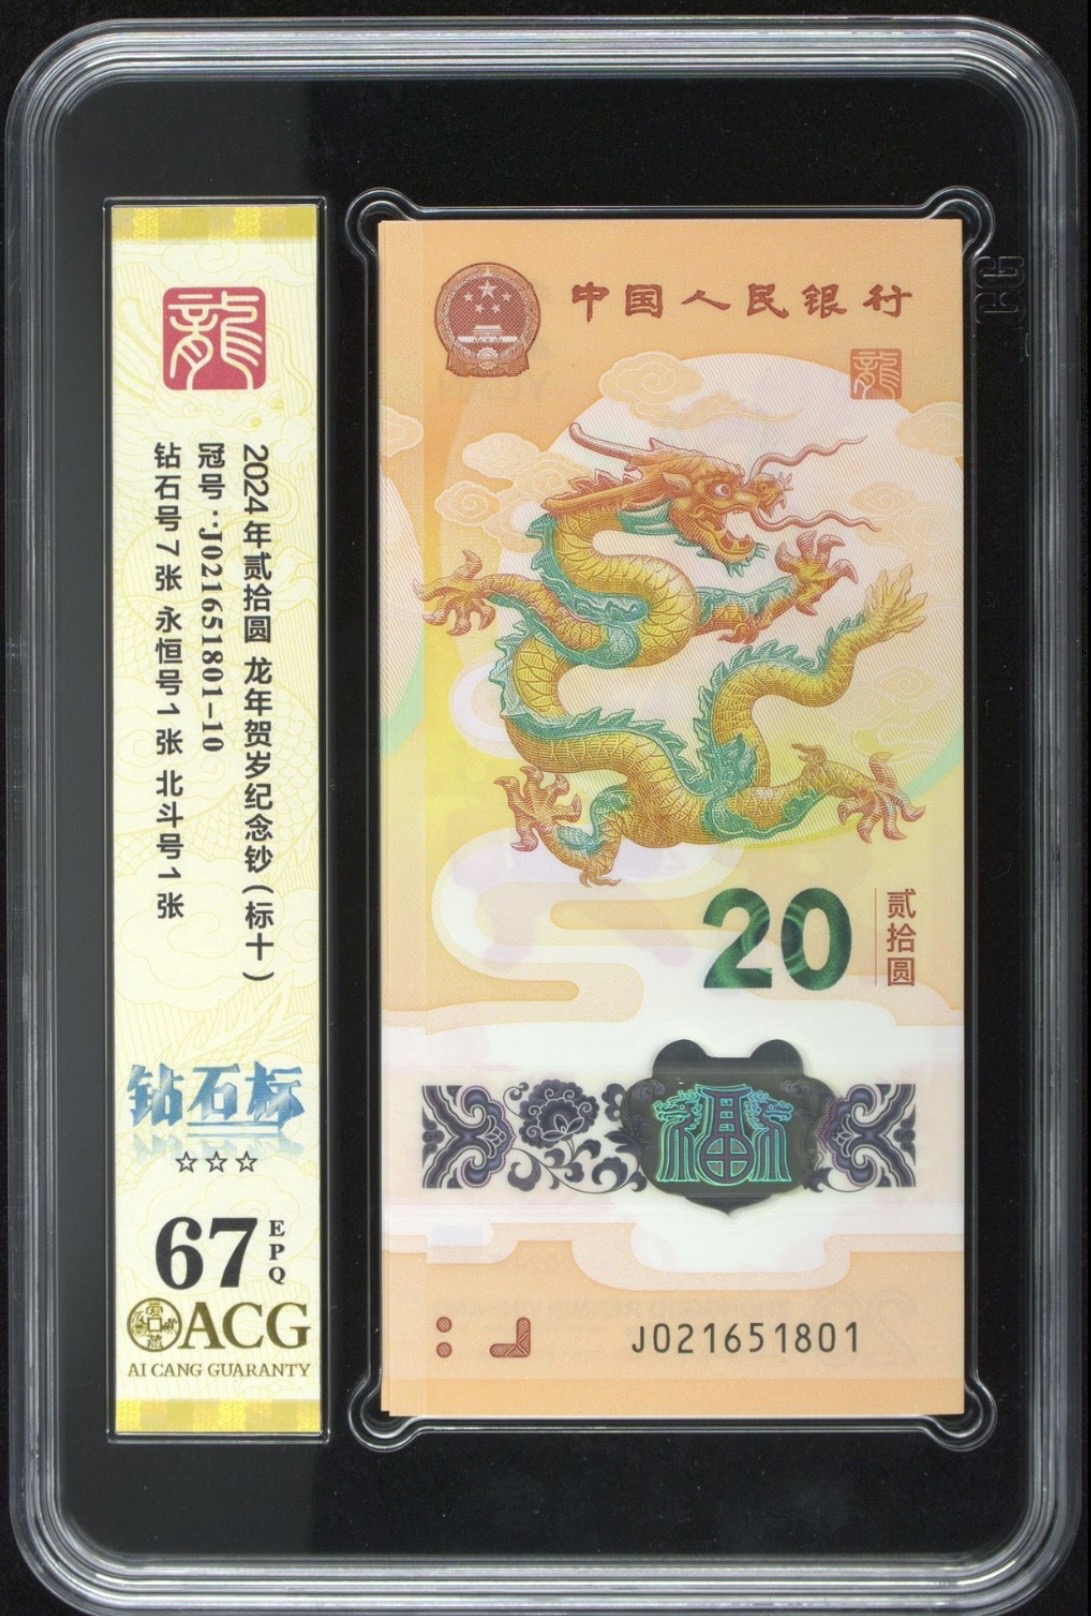 龍
2024年贰拾圆 龙年贺岁纪念钞(标十)
冠号:J021651801-10
钻石号7张 永恒号1张 北斗号1张
钻石标
☆☆☆
67
EPQ
ACG
AI CANG GUARANTY
中国人民银行
龍
20
贰拾圆
福
J021651801